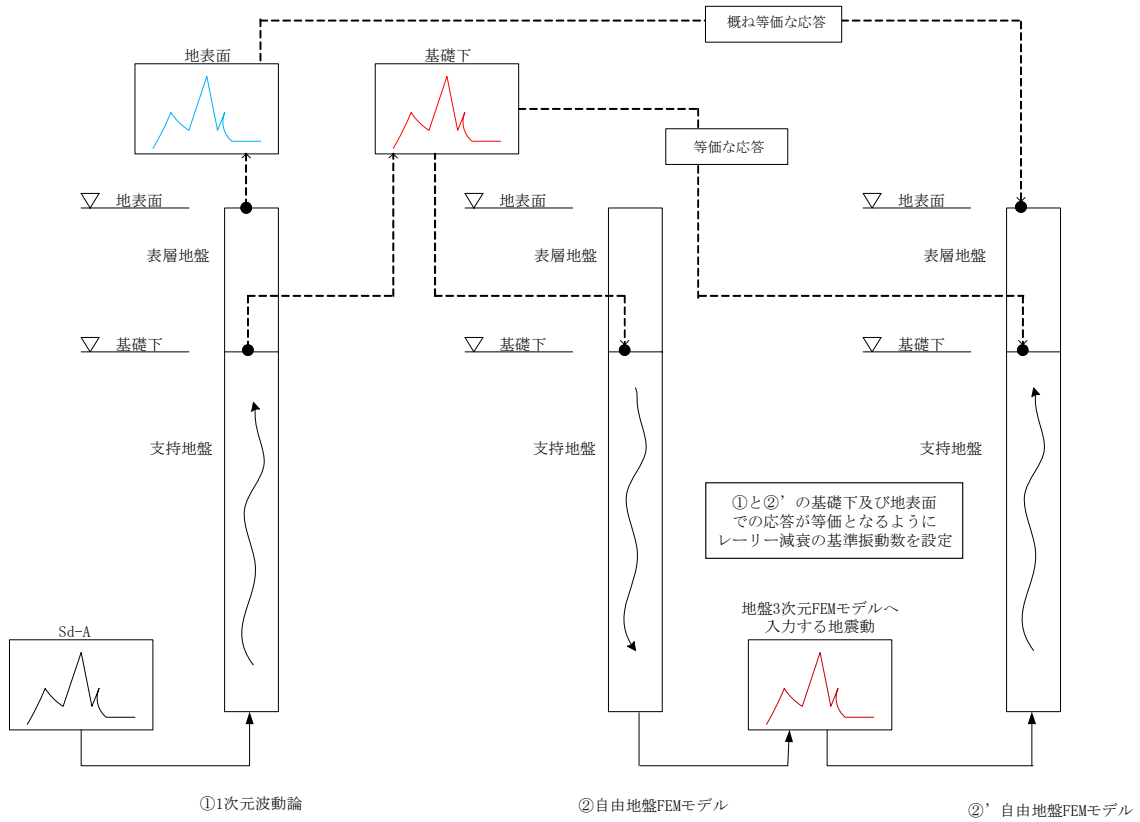 概ね等価な応答
地表面
基礎下
等価な応答
地表面
地表面
地表面
表層地盤
表層地盤
表層地盤
基礎下
基礎下
基礎下
支持地盤
支持地盤
支持地盤
①と②’の基礎下及び地表面
での応答が等価となるように
レーリー減衰の基準振動数を設定
地盤3次元FEMモデルへ
入力する地震動
Sd-A
①1次元波動論
②自由地盤FEMモデル
②’自由地盤FEMモデル